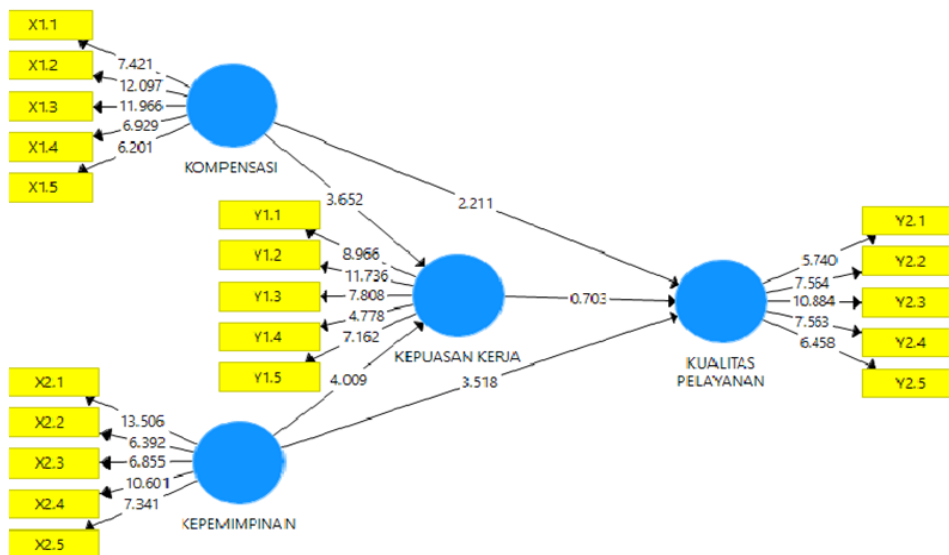 X1.1
X1.2
X1.3
X1.4
X1.5
7.421
12.097
11.966
6.929
6.201
KOMPENSASI
3.652
2.211
Y1.1
Y1.2
Y1.3
Y1.4
Y1.5
8.966
11.736
7.808
4.778
7.162
KEPUASAN KERJA
0.703
4.009
3.518
Y2.1
Y2.2
Y2.3
Y2.4
Y2.5
5.740
7.564
10.884
7.563
6.458
KUALITAS
PELAYANAN
X2.1
X2.2
X2.3
X2.4
X2.5
13.506
6.392
6.855
10.601
7.341
KEPEMIMPINAN